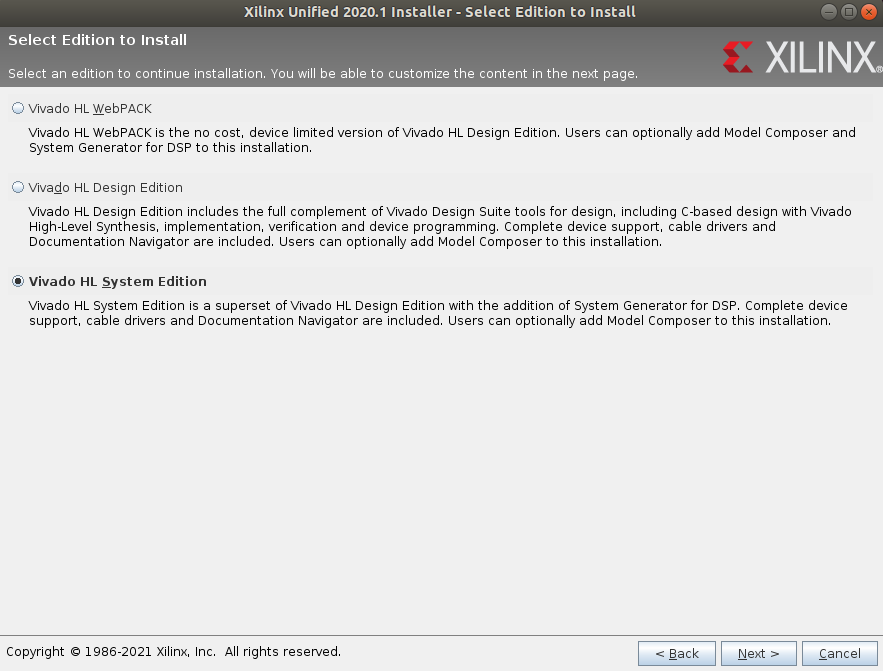 Xilinx Unified 2020.1 Installer - Select Edition to Install
Select Edition to Install
Select an edition to continue installation. You will be able to customize the content in the next page.
XILINX®
Vivado HL WebPACK
Vivado HL WebPACK is the no cost, device limited version of Vivado HL Design Edition. Users can optionally add Model Composer and
System Generator for DSP to this installation.
Vivado HL Design Edition
Vivado HL Design Edition includes the full complement of Vivado Design Suite tools for design, including C-based design with Vivado
High-Level Synthesis, implementation, verification and device programming. Complete device support, cable drivers and
Documentation Navigator are included. Users can optionally add Model Composer to this installation.
Vivado HL System Edition
Vivado HL System Edition is a superset of Vivado HL Design Edition with the addition of System Generator for DSP. Complete device
support, cable drivers and Documentation Navigator are included. Users can optionally add Model Composer to this installation.
Copyright © 1986-2021 Xilinx, Inc.  All rights reserved.
< Back
Next >
Cancel